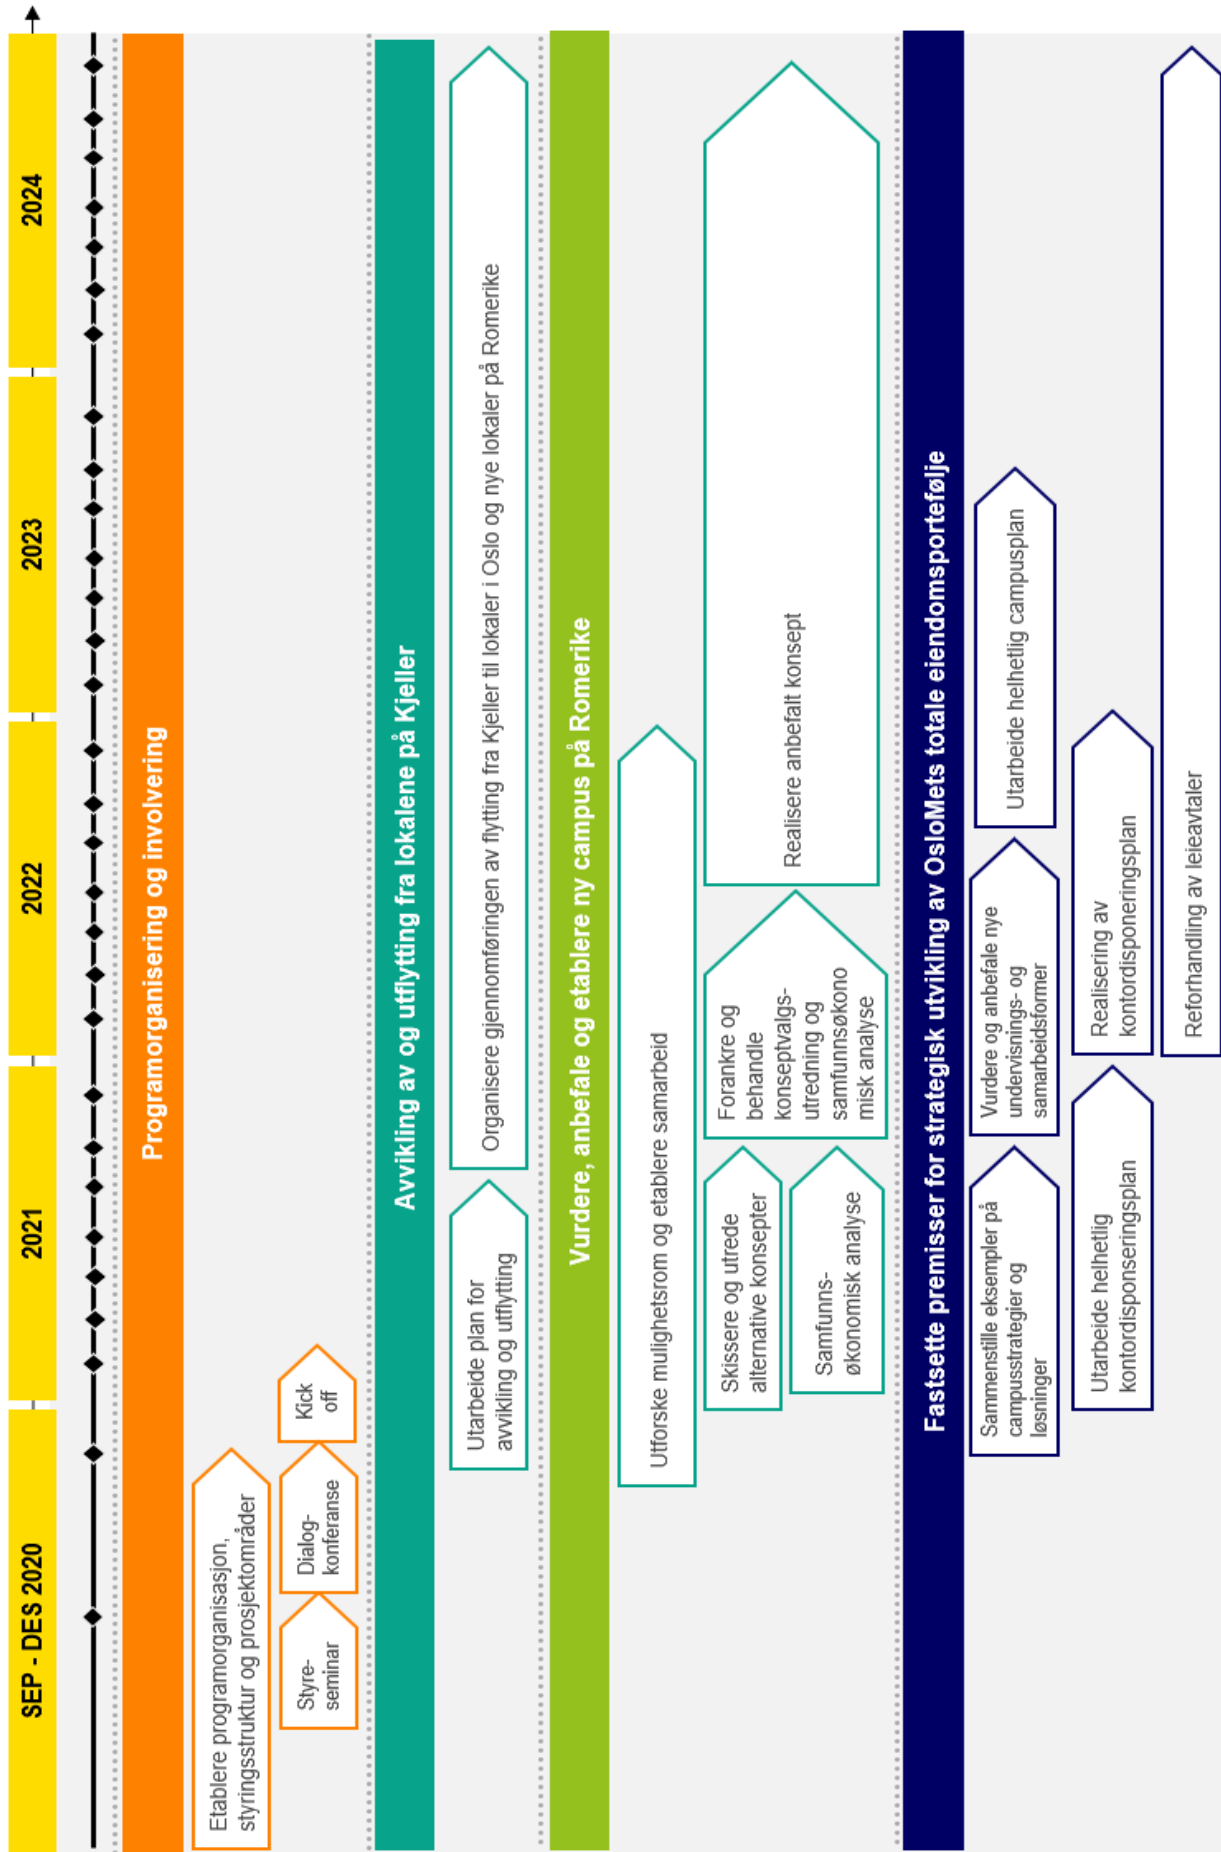 SEP - DES 2020
2021
2022
2023
2024
Programorganisering og involvering
Etablere programorganisasjon,
styringsstruktur og prosjektområder
Styre-
seminar
Dialog-
konferanse
Kick
off
Avvikling av og utflytting fra lokalene på Kjeller
Utarbeide plan for
avvikling og utflytting
Organisere gjennomføringen av flytting fra Kjeller til lokaler i Oslo og nye lokaler på Romerike
Vurdere, anbefale og etablere ny campus på Romerike
Utforske mulighetsrom og etablere samarbeid
Skissere og utrede
alternative konsepter
Samfunns-
økonomisk analyse
Forankre og
behandle
konseptvalgs-
utredning og
samfunnsøkono
misk analyse
Realisere anbefalt konsept
Fastsette premisser for strategisk utvikling av OsloMets totale eiendomsportefølje
Sammenstille eksempler på
campusstrategier og
løsninger
Vurdere og anbefale nye
undervisnings- og
samarbeidsformer
Utarbeide helhetlig campusplan
Utarbeide helhetlig
kontordisponseringsplan
Realisering av
kontordisponeringsplan
Reforhandling av leieavtaler